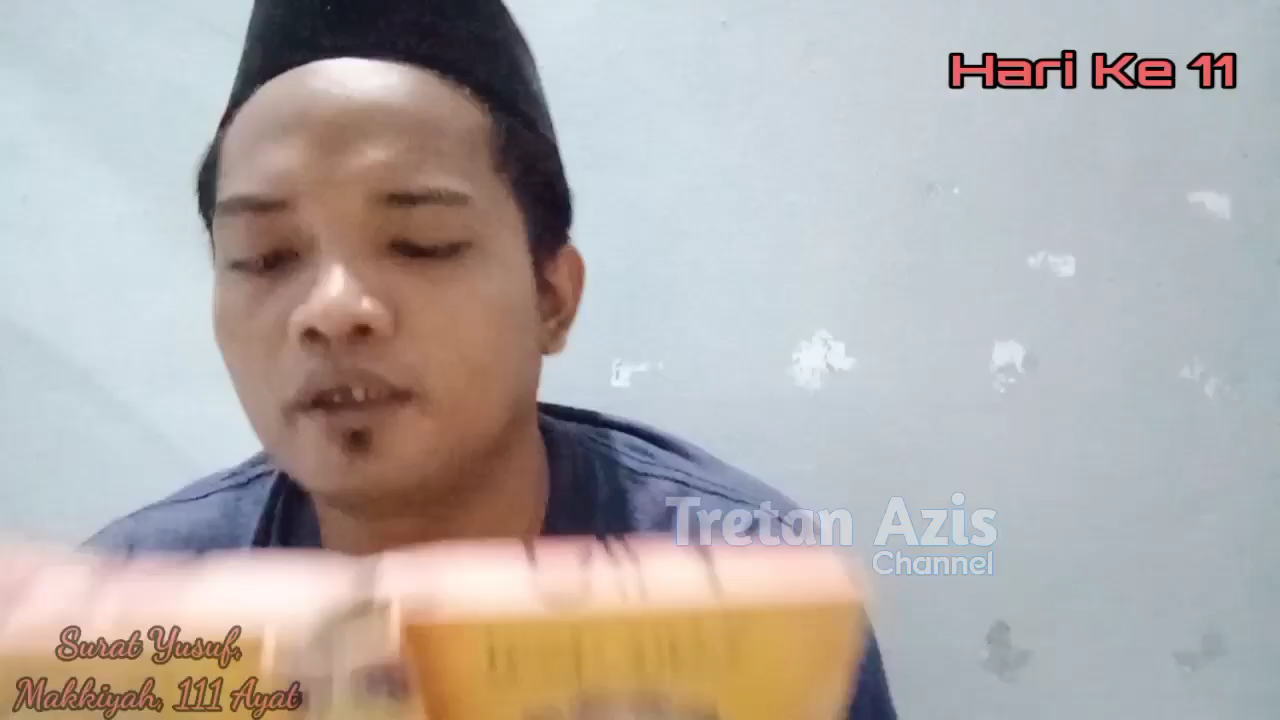 Hari Ke 11
Tretan Azis
Channel
Surat Yusuf,
Makkiyah, 111 Ayat